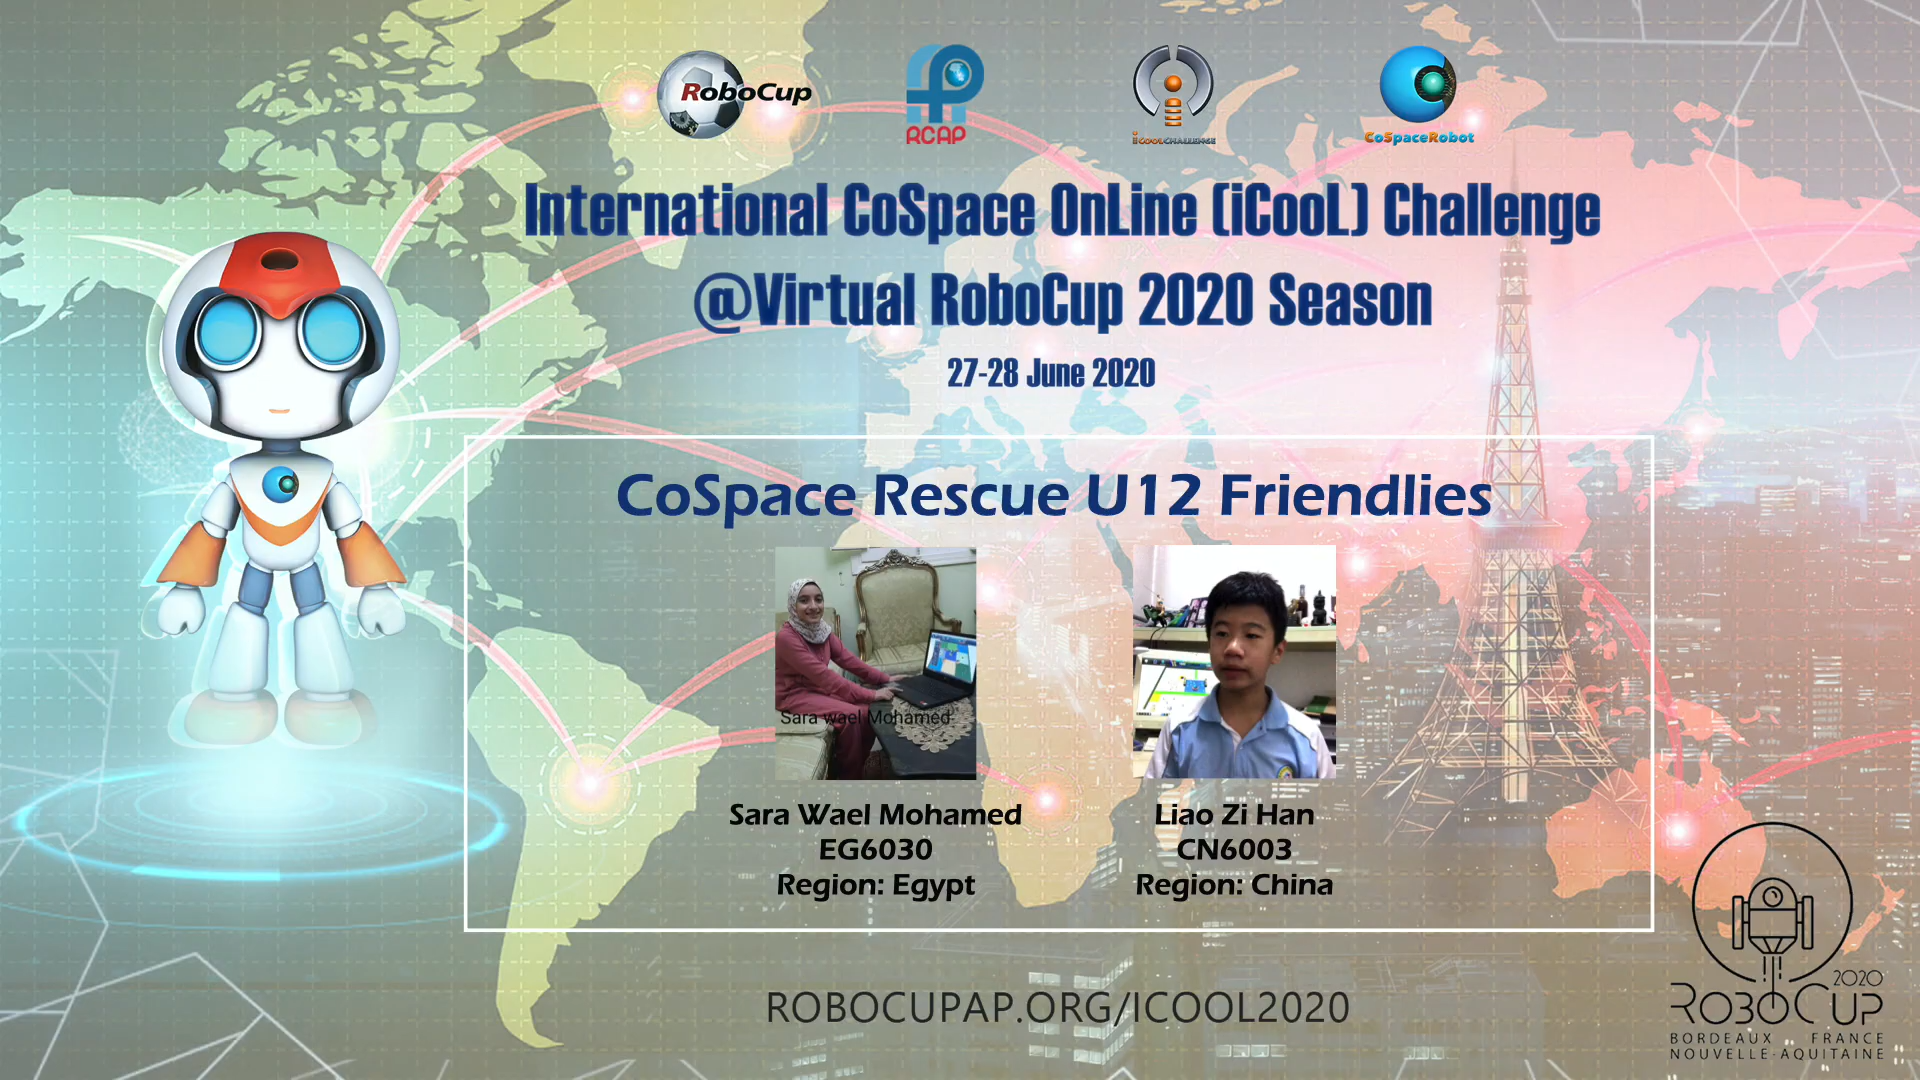 RoboCup
RCAP
iCOOLCHALLENGE
CoSpaceRobot
International CoSpace OnLine (iCooL) Challenge
@Virtual RoboCup 2020 Season
27-28 June 2020
CoSpace Rescue U12 Friendlies
Sara wael Mohamed
Sara Wael Mohamed
EG6030
Region: Egypt
Liao Zi Han
CN6003
Region: China
ROBOCUPAP.ORG/ICOOL2020
2020
ROBOCUP
BORDEAUX FRANCE
NOUVELLE-AQUITAINE